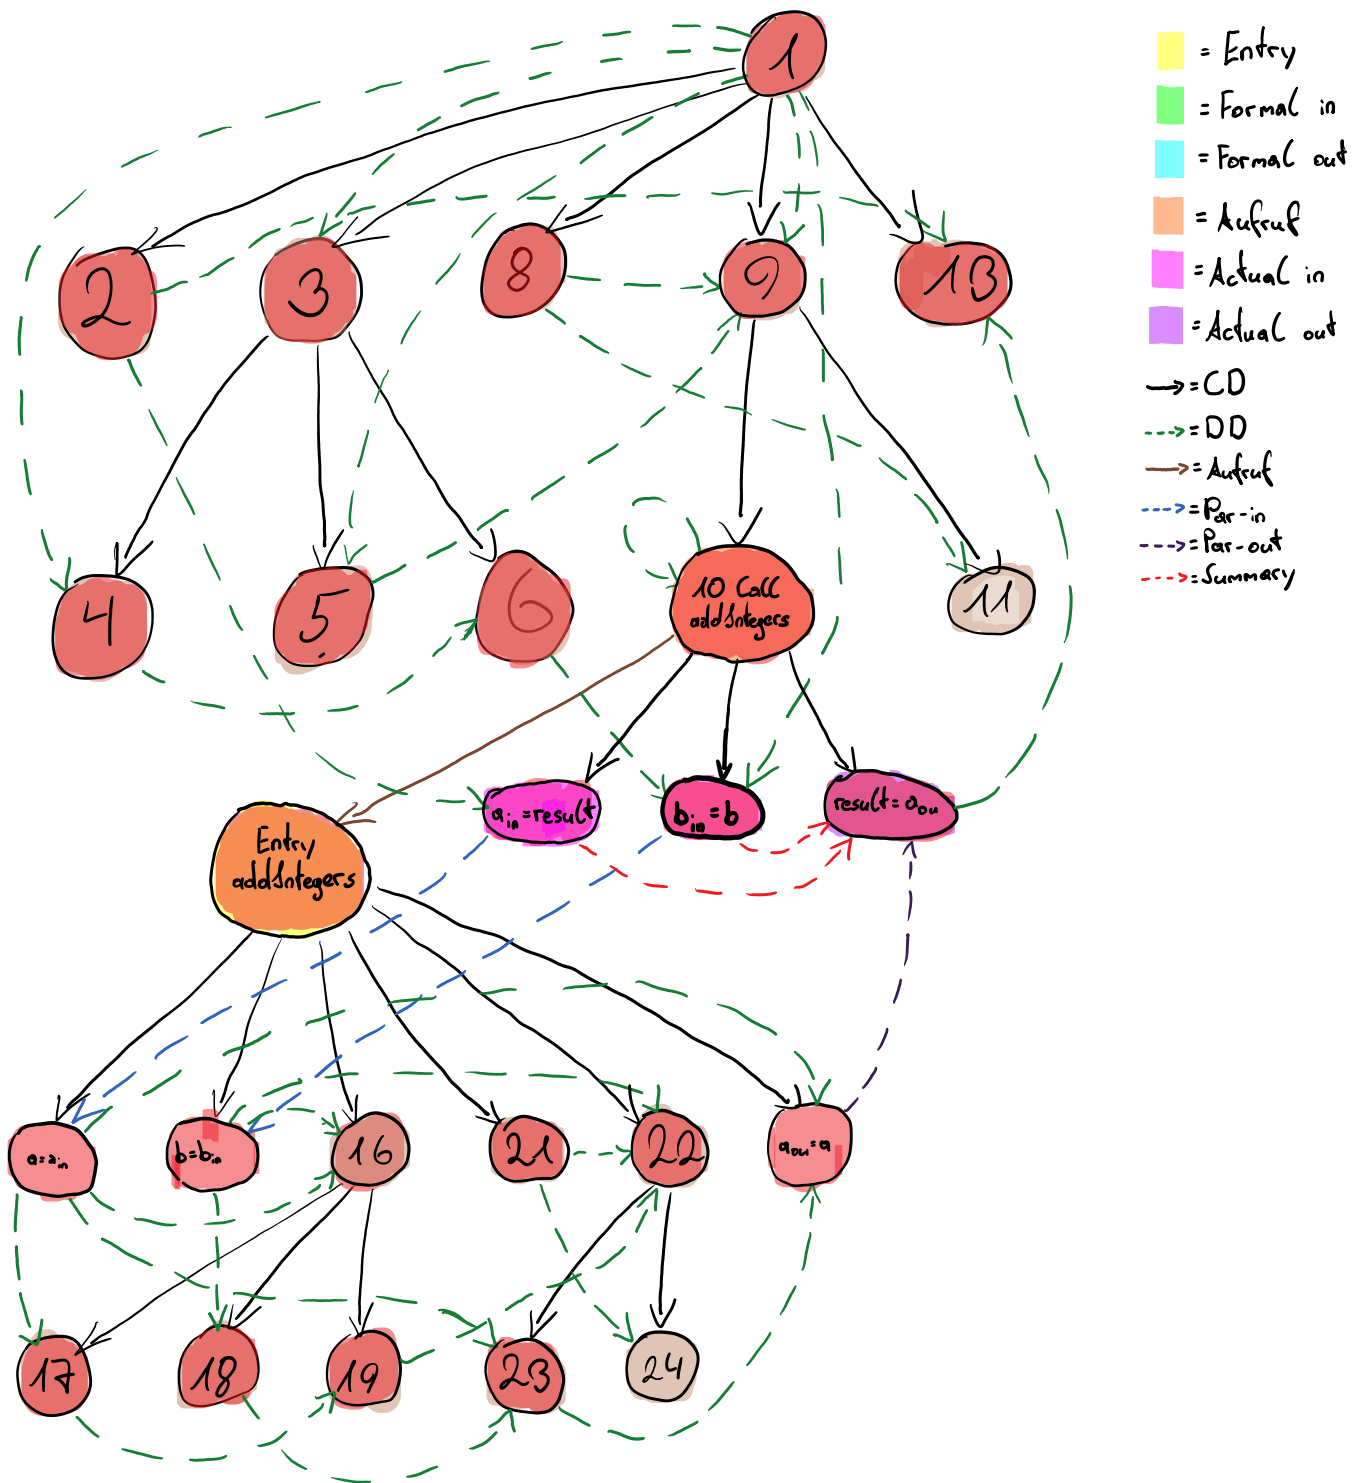 1
= Entry
= Formal in
= Formal out
= Aufruf
= Actual in
= Actual out
= CD
= DD
= Aufruf
= Par-in
= Par-out
= Summary
2
3
8
9
13
4
5
6
10 Call
addIntegers
11
a_in = result
b_in = b
result = a_ou
Entry
addIntegers
a = a_in
b = b_in
16
21
22
a_ou = a
17
18
19
23
24